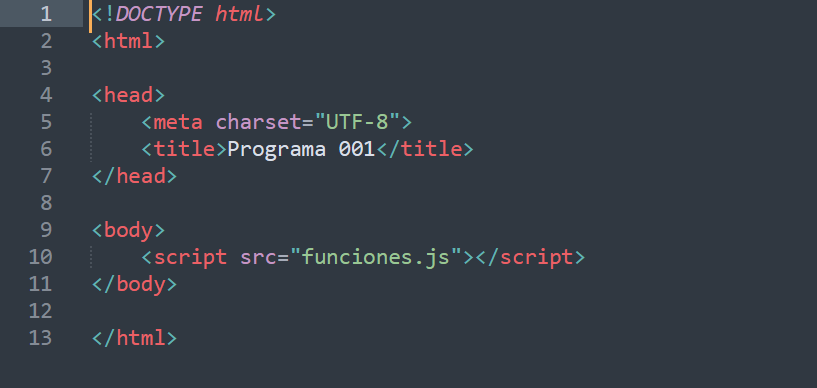 1 <!DOCTYPE html>
2 <html>
3
4 <head>
5     <meta charset="UTF-8">
6     <title>Programa 001</title>
7 </head>
8
9 <body>
10     <script src="funciones.js"></script>
11 </body>
12
13 </html>